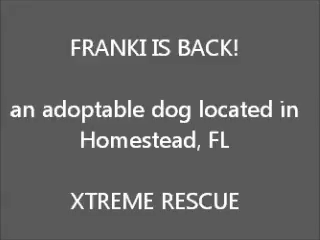 FRANKI IS BACK!
an adoptable dog located in
Homestead, FL
XTREME RESCUE